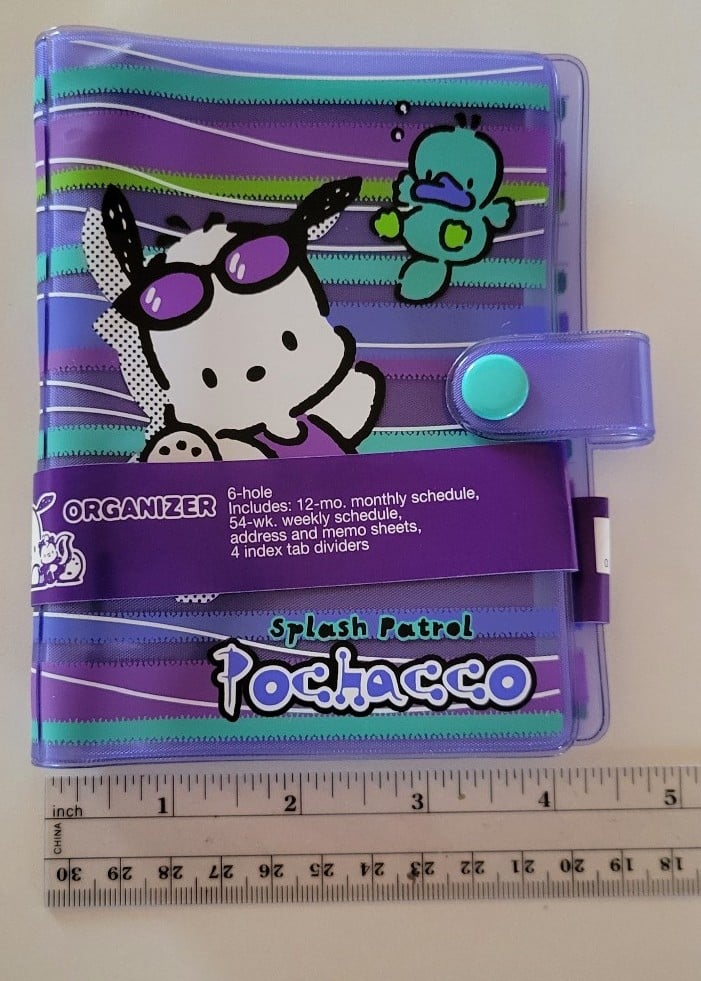 ORGANIZER
6-hole
Includes: 12-mo. monthly schedule,
54-wk. weekly schedule,
address and memo sheets,
4 index tab dividers
Splash Patrol
Pochacco
inch 1 2 3 4 5
CHINA
30 29 28 27 26 25 24 23 22 21 20 19 18